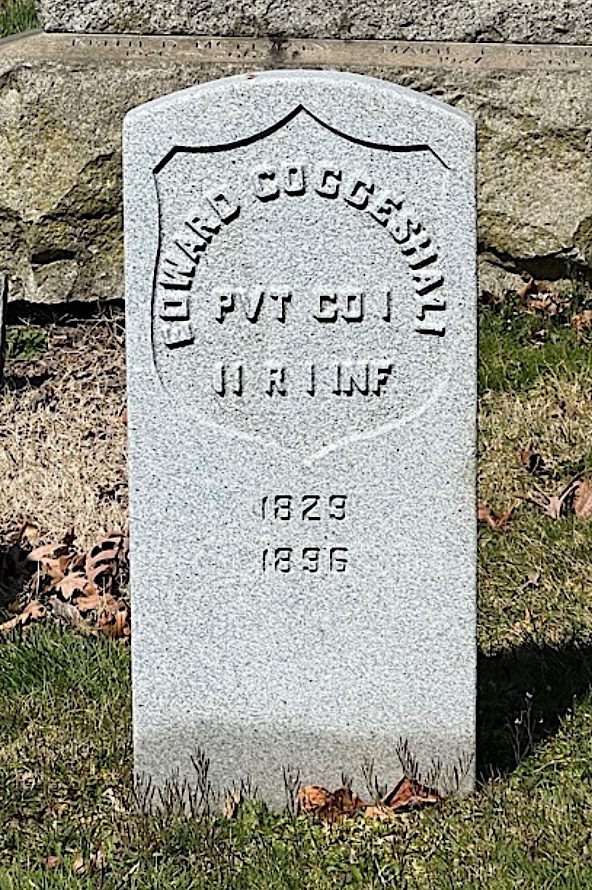 EDWARD COGGESHALL
PVT CO I
11 R I INF
1829
1896